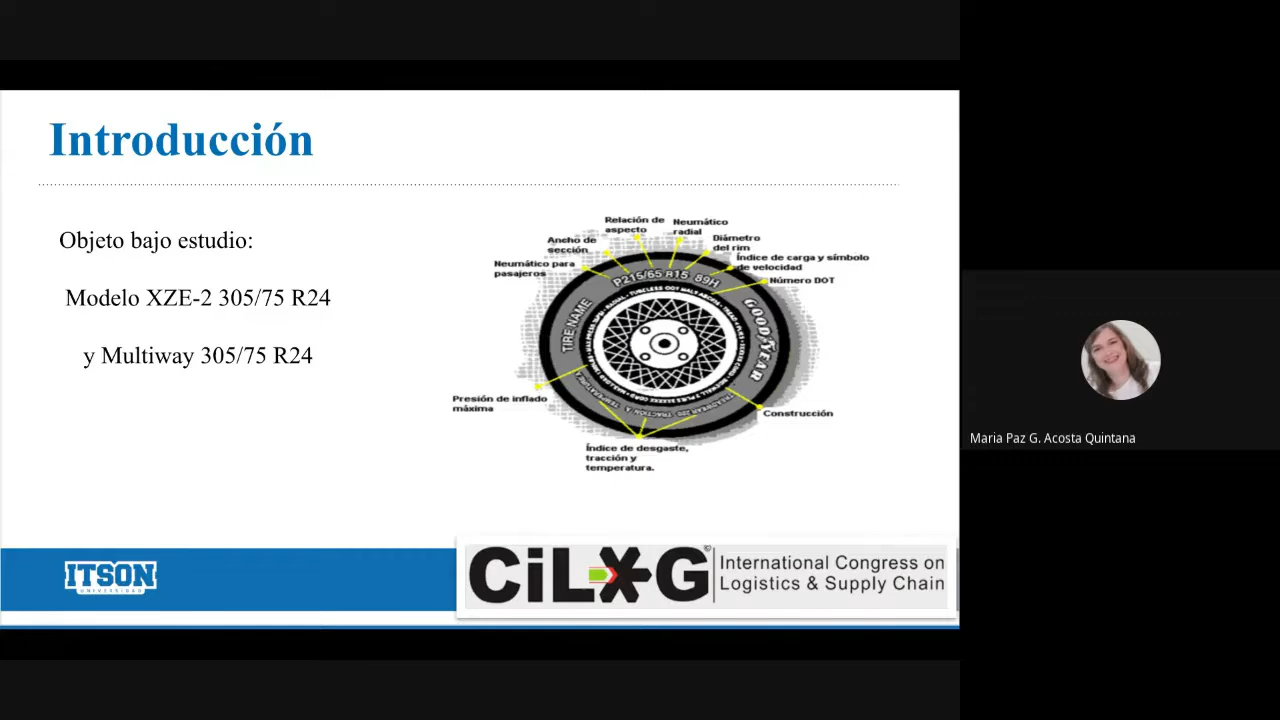 Introducción
Objeto bajo estudio:
Modelo XZE-2 305/75 R24
y Multiway 305/75 R24
Relación de
aspecto
Neumático
radial
Ancho de
sección
Diámetro
del rim
Índice de carga y símbolo
de velocidad
Neumático para
pasajeros
Número DOT
P215/65 R15 89H
TIRE NAME
GOODYEAR
Presión de inflado
máxima
Construcción
Índice de desgaste,
tracción y
temperatura.
ITSON
UNIVERSIDAD
CiLOG©
International Congress on
Logistics & Supply Chain
Maria Paz G. Acosta Quintana